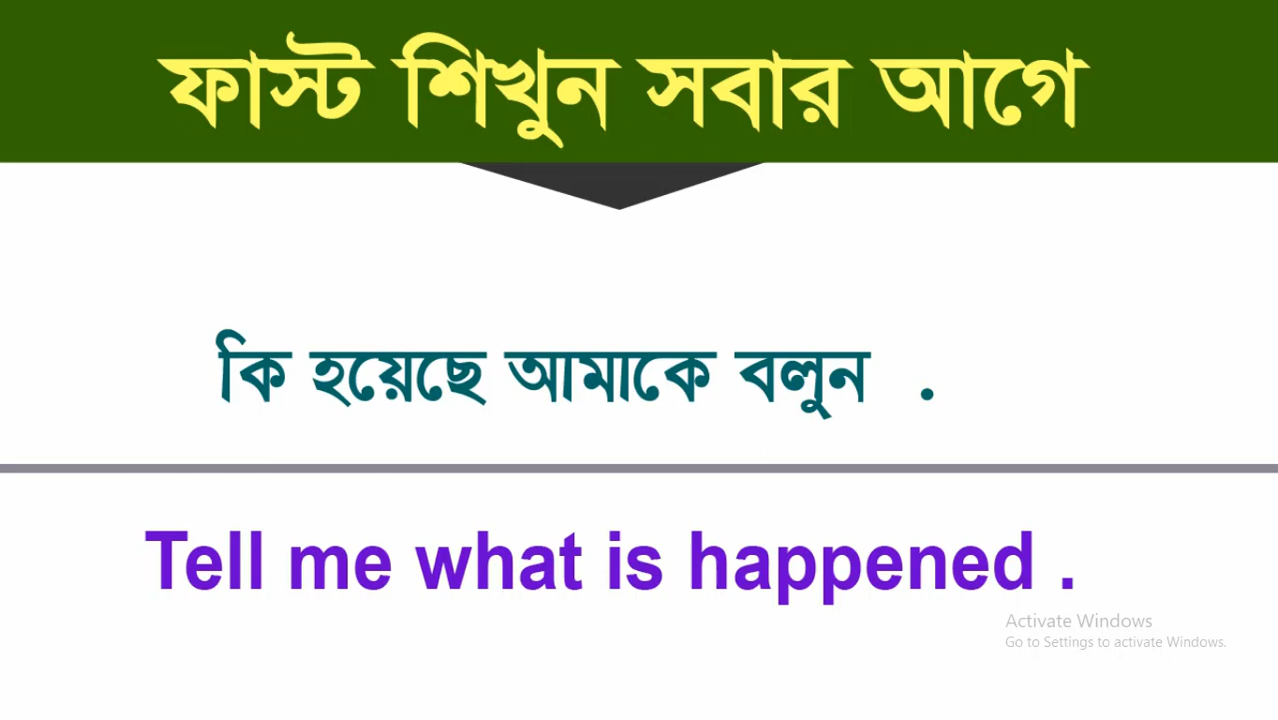 ফাস্ট শিখুন সবার আগে
কি হয়েছে আমাকে বলুন .
Tell me what is happened .
Activate Windows
Go to Settings to activate Windows.